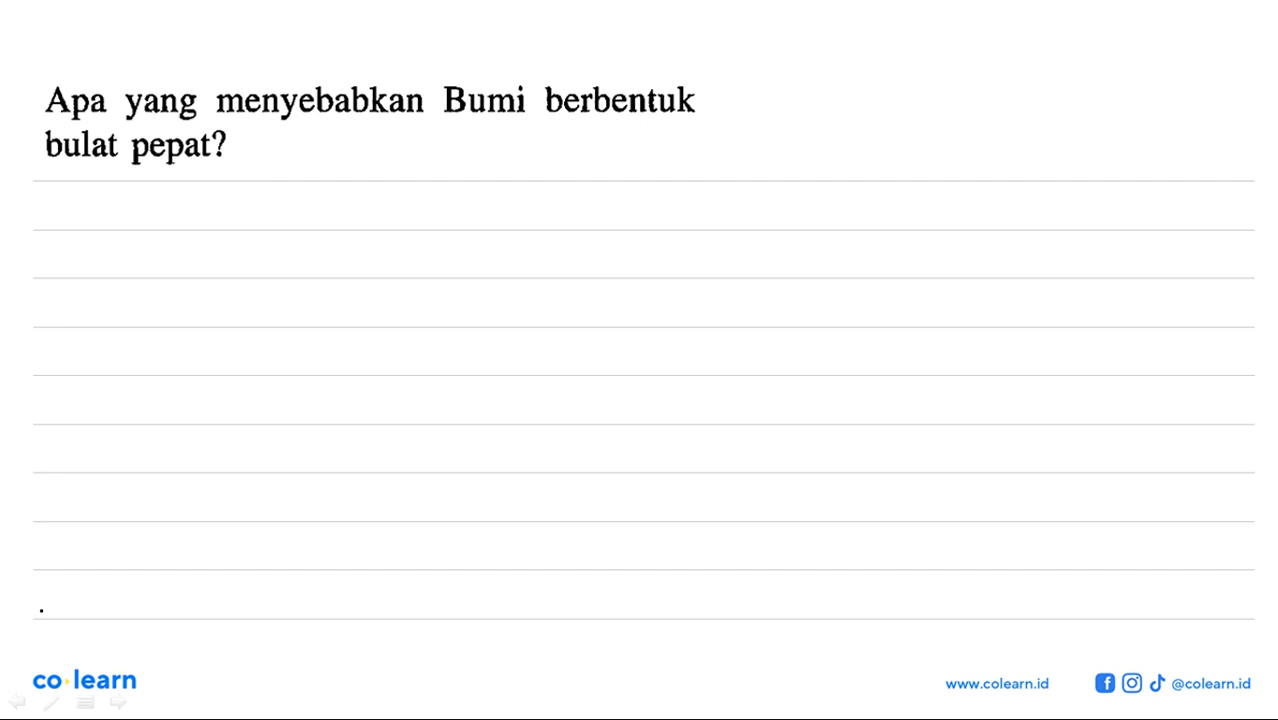 Apa yang menyebabkan Bumi berbentuk
bulat pepat?
.
co learn
www.colearn.id
@colearn.id